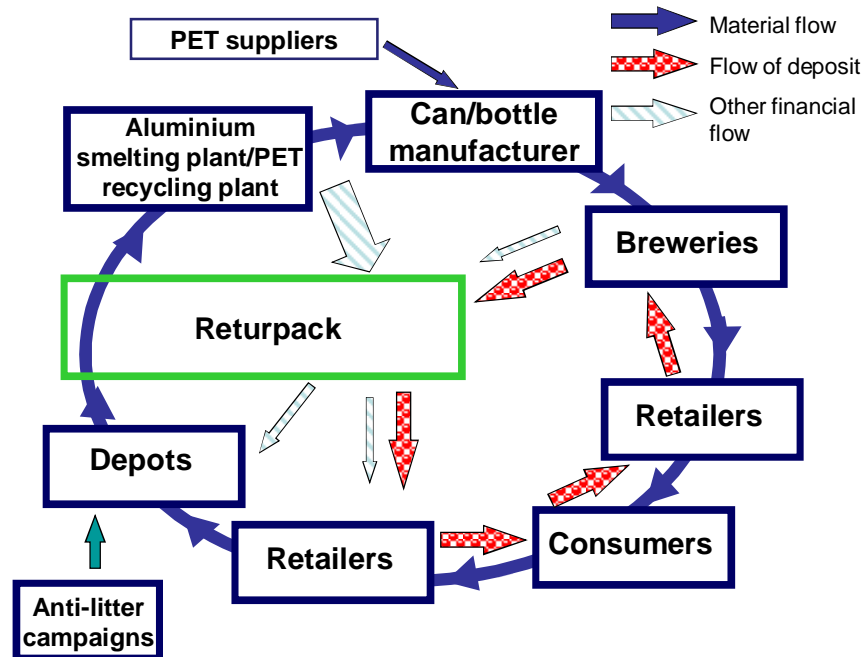 PET suppliers
Material flow
Flow of deposit
Other financial
flow
Can/bottle
manufacturer
Aluminium
smelting plant/PET
recycling plant
Breweries
Returpack
Retailers
Depots
Consumers
Retailers
Anti-litter
campaigns